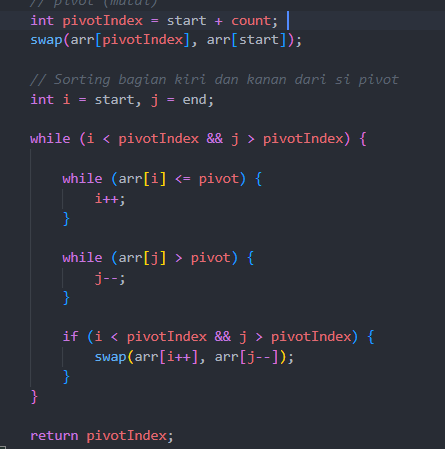 // pivot (mutul)
int pivotIndex = start + count;
swap(arr[pivotIndex], arr[start]);
// Sorting bagian kiri dan kanan dari si pivot
int i = start, j = end;
while (i < pivotIndex && j > pivotIndex) {
while (arr[i] <= pivot) {
i++;
}
while (arr[j] > pivot) {
j--;
}
if (i < pivotIndex && j > pivotIndex) {
swap(arr[i++], arr[j--]);
}
}
return pivotIndex;